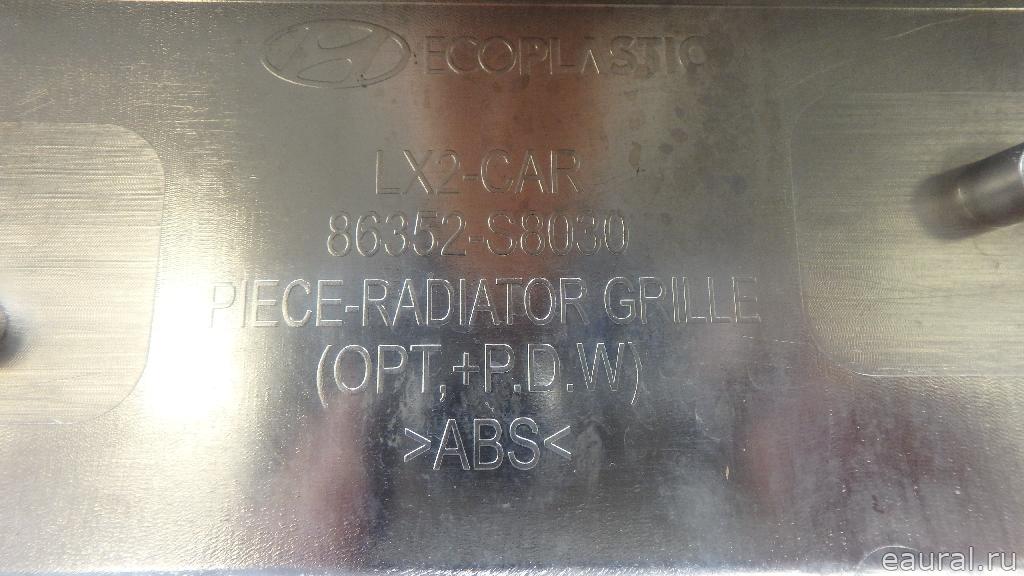 ECOPLASTIC
LX2-CAR
86352-S8030
PIECE-RADIATOR GRILLE
(OPT,+P.D.W)
>ABS<
eaural.ru